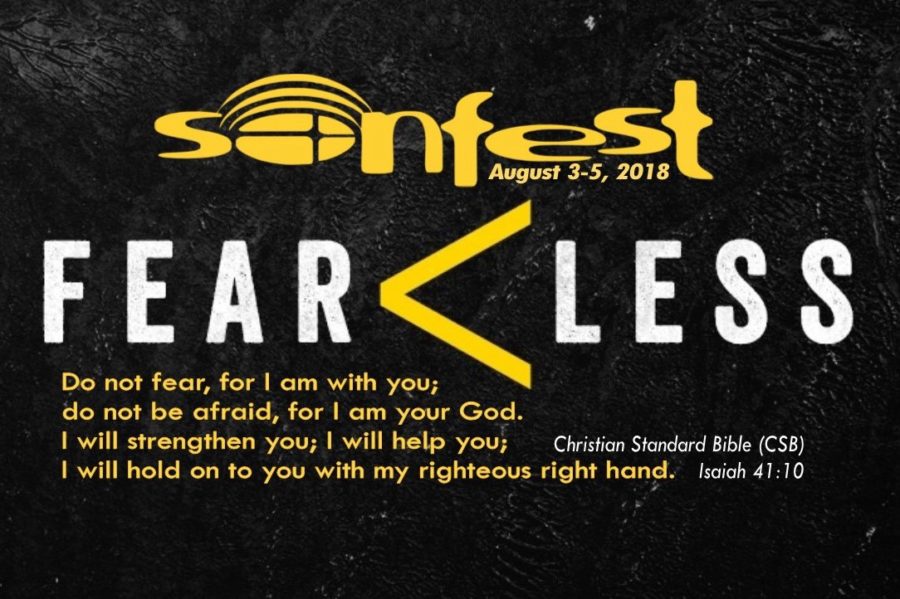 sonfest
August 3-5, 2018
FEAR<LESS
Do not fear, for I am with you;
do not be afraid, for I am your God.
I will strengthen you; I will help you;
I will hold on to you with my righteous right hand.
Christian Standard Bible (CSB)
Isaiah 41:10